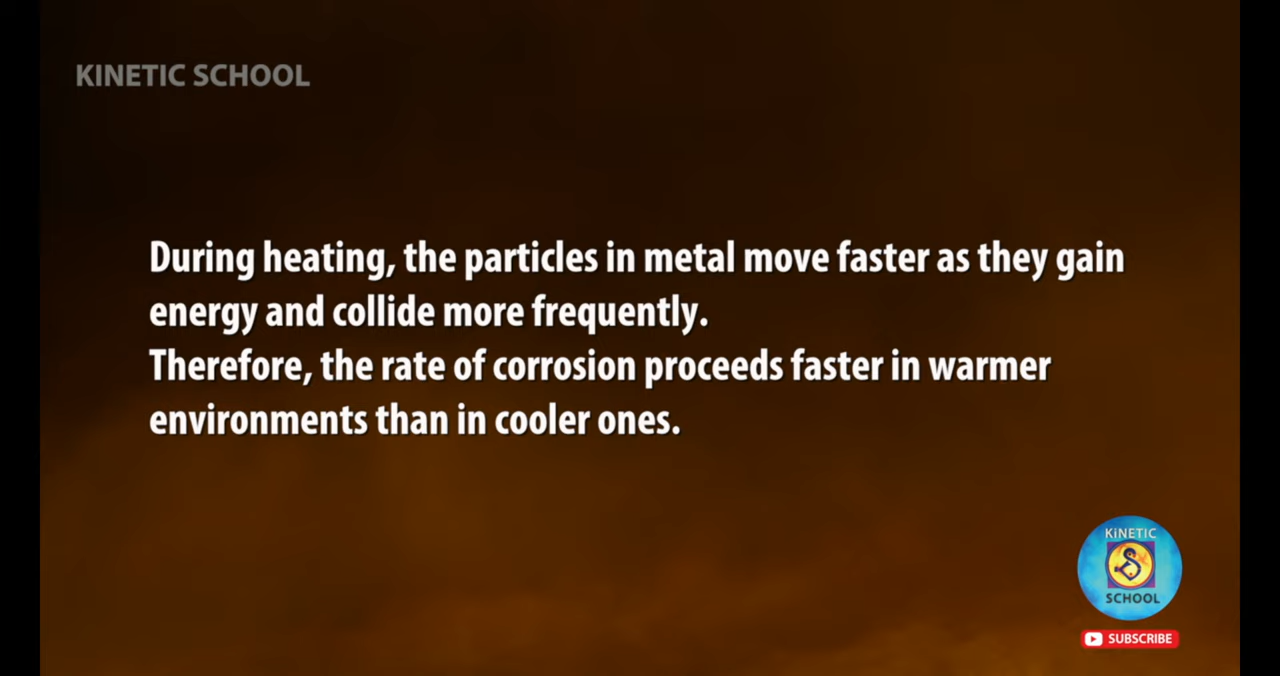 KINETIC SCHOOL
During heating, the particles in metal move faster as they gain
energy and collide more frequently.
Therefore, the rate of corrosion proceeds faster in warmer
environments than in cooler ones.
KiNETIC
S
SCHOOL
SUBSCRIBE